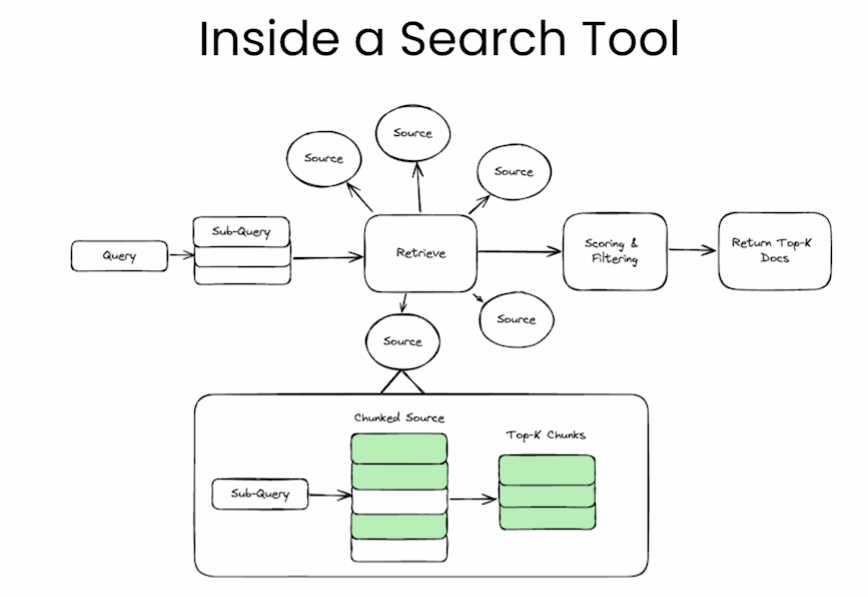 Inside a Search Tool
Source
Source
Source
Query
Sub-Query
Retrieve
Scoring &
Filtering
Return Top-K
Docs
Source
Source
Chunked Source
Top-K Chunks
Sub-Query